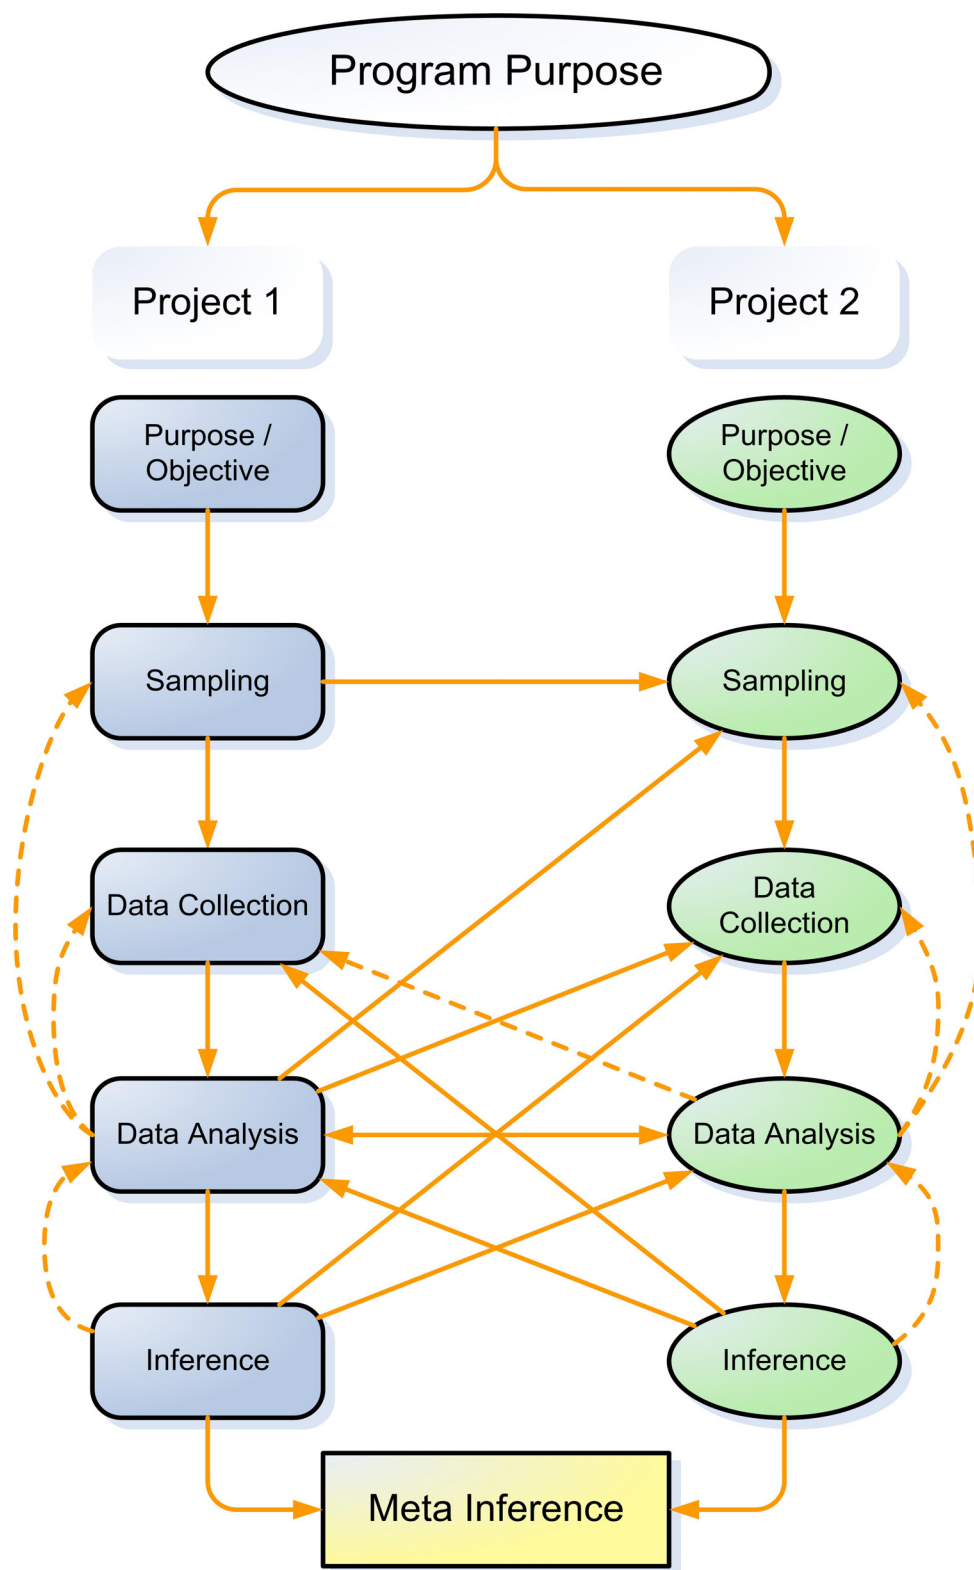 Program Purpose
Project 1
Project 2
Purpose /
Objective
Purpose /
Objective
Sampling
Sampling
Data Collection
Data
Collection
Data Analysis
Data Analysis
Inference
Inference
Meta Inference